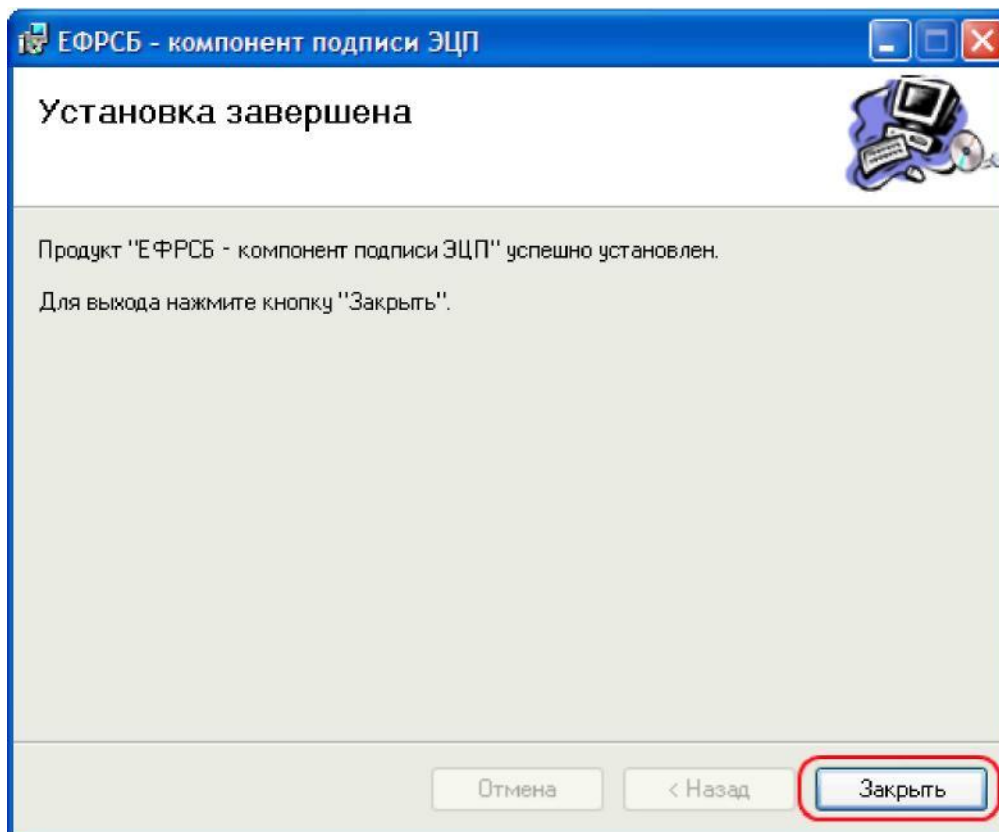 ЕФРСБ - компонент подписи ЭЦП
Установка завершена
Продукт "ЕФРСБ - компонент подписи ЭЦП" успешно установлен.
Для выхода нажмите кнопку "Закрыть".
Отмена < Назад Закрыть